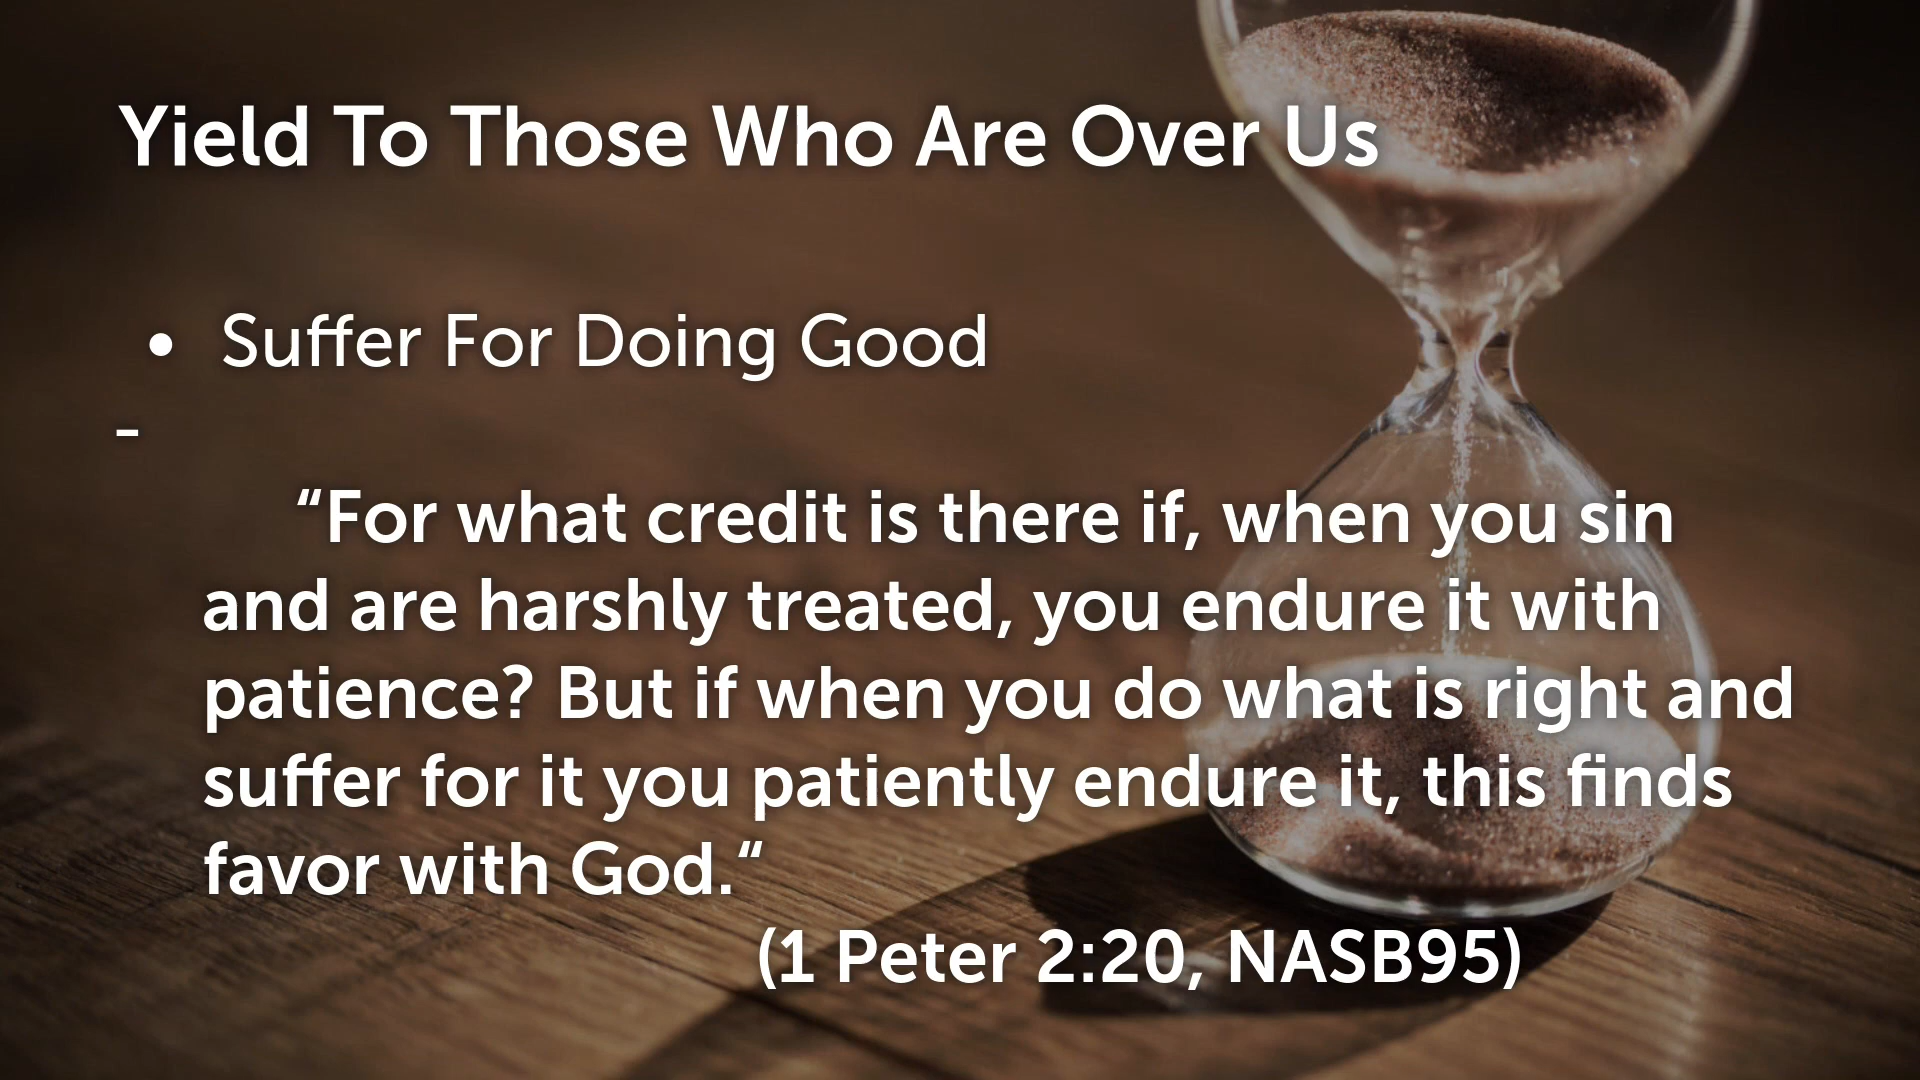 Yield To Those Who Are Over Us
• Suffer For Doing Good
-
“For what credit is there if, when you sin
and are harshly treated, you endure it with
patience? But if when you do what is right and
suffer for it you patiently endure it, this finds
favor with God.“
(1 Peter 2:20, NASB95)